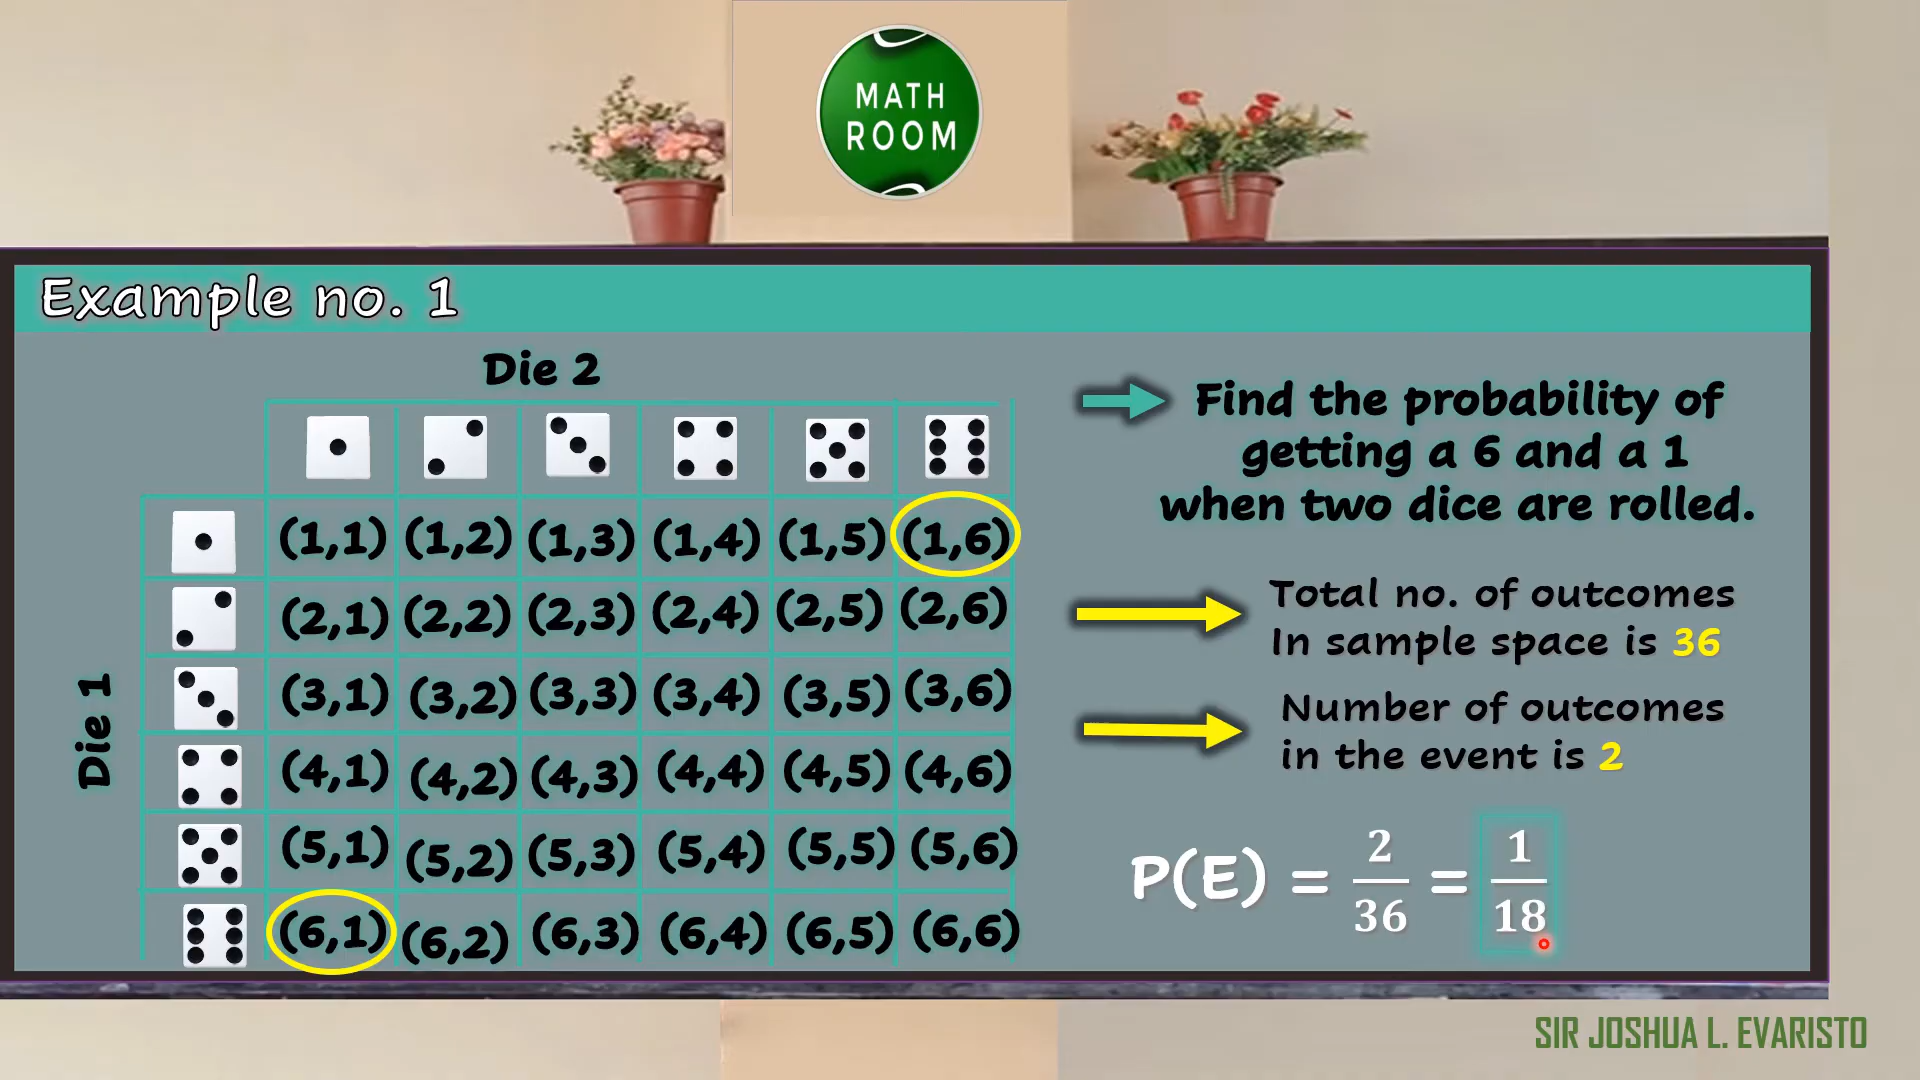 MATH
ROOM
Example no. 1
Die 2
Die 1
(1,1) (1,2) (1,3) (1,4) (1,5) (1,6)
(2,1) (2,2) (2,3) (2,4) (2,5) (2,6)
(3,1) (3,2) (3,3) (3,4) (3,5) (3,6)
(4,1) (4,2) (4,3) (4,4) (4,5) (4,6)
(5,1) (5,2) (5,3) (5,4) (5,5) (5,6)
(6,1) (6,2) (6,3) (6,4) (6,5) (6,6)
Find the probability of
getting a 6 and a 1
when two dice are rolled.
Total no. of outcomes
In sample space is 36
Number of outcomes
in the event is 2
P(E) = 2/36 = 1/18
SIR JOSHUA L. EVARISTO